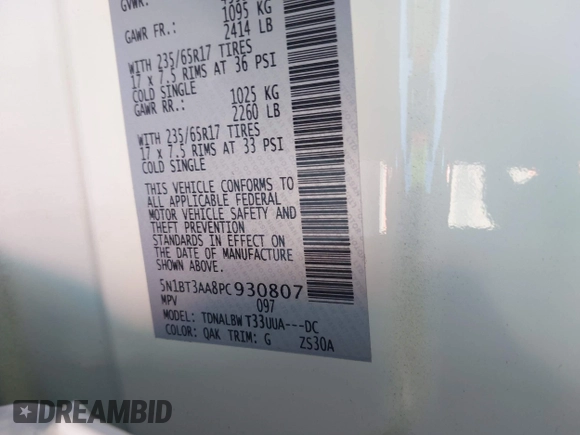 GVWR:
1095 KG
GAWR FR.: 2414 LB
WITH 235/65R17 TIRES
17 x 7.5 RIMS AT 36 PSI
COLD SINGLE
GAWR RR.: 1025 KG
2260 LB
WITH 235/65R17 TIRES
17 x 7.5 RIMS AT 33 PSI
COLD SINGLE
THIS VEHICLE CONFORMS TO
ALL APPLICABLE FEDERAL
MOTOR VEHICLE SAFETY AND
THEFT PREVENTION
STANDARDS IN EFFECT ON
THE DATE OF MANUFACTURE
SHOWN ABOVE.
5N1BT3AA8PC930807
MPV 097
MODEL: TDNALBW T33UUA---DC
COLOR: QAK TRIM: G ZS30A
DREAMBID